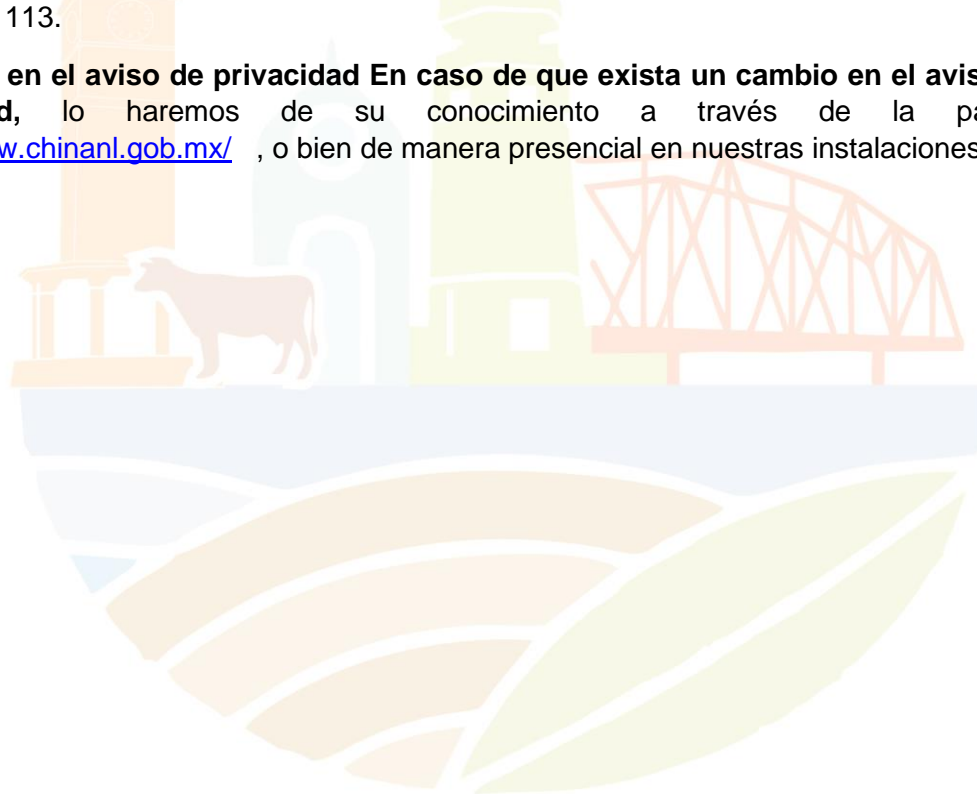 113.
en el aviso de privacidad En caso de que exista un cambio en el avis
d, lo haremos de su conocimiento a través de la pá
w.chinanl.gob.mx/ , o bien de manera presencial en nuestras instalaciones